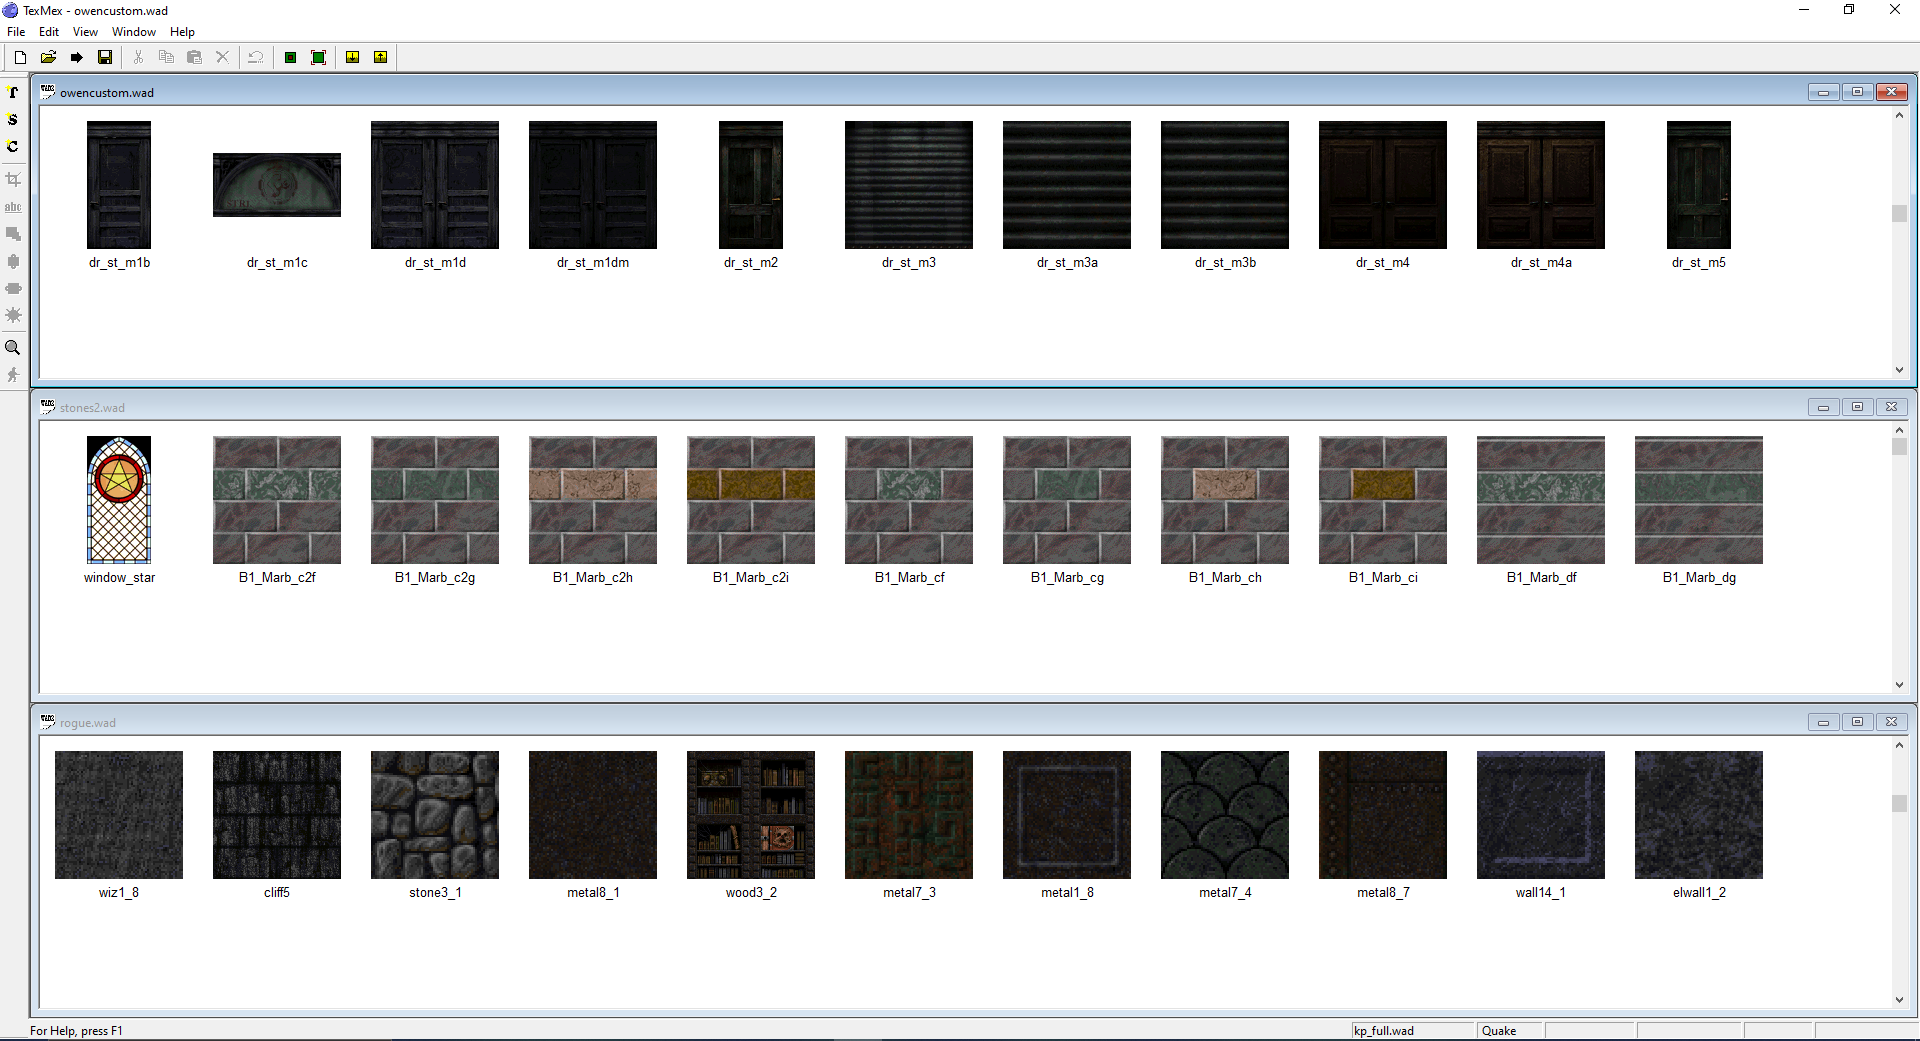 TexMex - owencustom.wad
File Edit View Window Help
owencustom.wad
dr_st_m1b dr_st_m1c dr_st_m1d dr_st_m1dm dr_st_m2 dr_st_m3 dr_st_m3a dr_st_m3b dr_st_m4 dr_st_m4a dr_st_m5
abc
stones2.wad
window_star B1_Marb_c2f B1_Marb_c2g B1_Marb_c2h B1_Marb_c2i B1_Marb_cf B1_Marb_cg B1_Marb_ch B1_Marb_ci B1_Marb_df B1_Marb_dg
rogue.wad
wiz1_8 cliff5 stone3_1 metal8_1 wood3_2 metal7_3 metal1_8 metal7_4 metal8_7 wall14_1 elwall1_2
For Help, press F1 kp_full.wad Quake